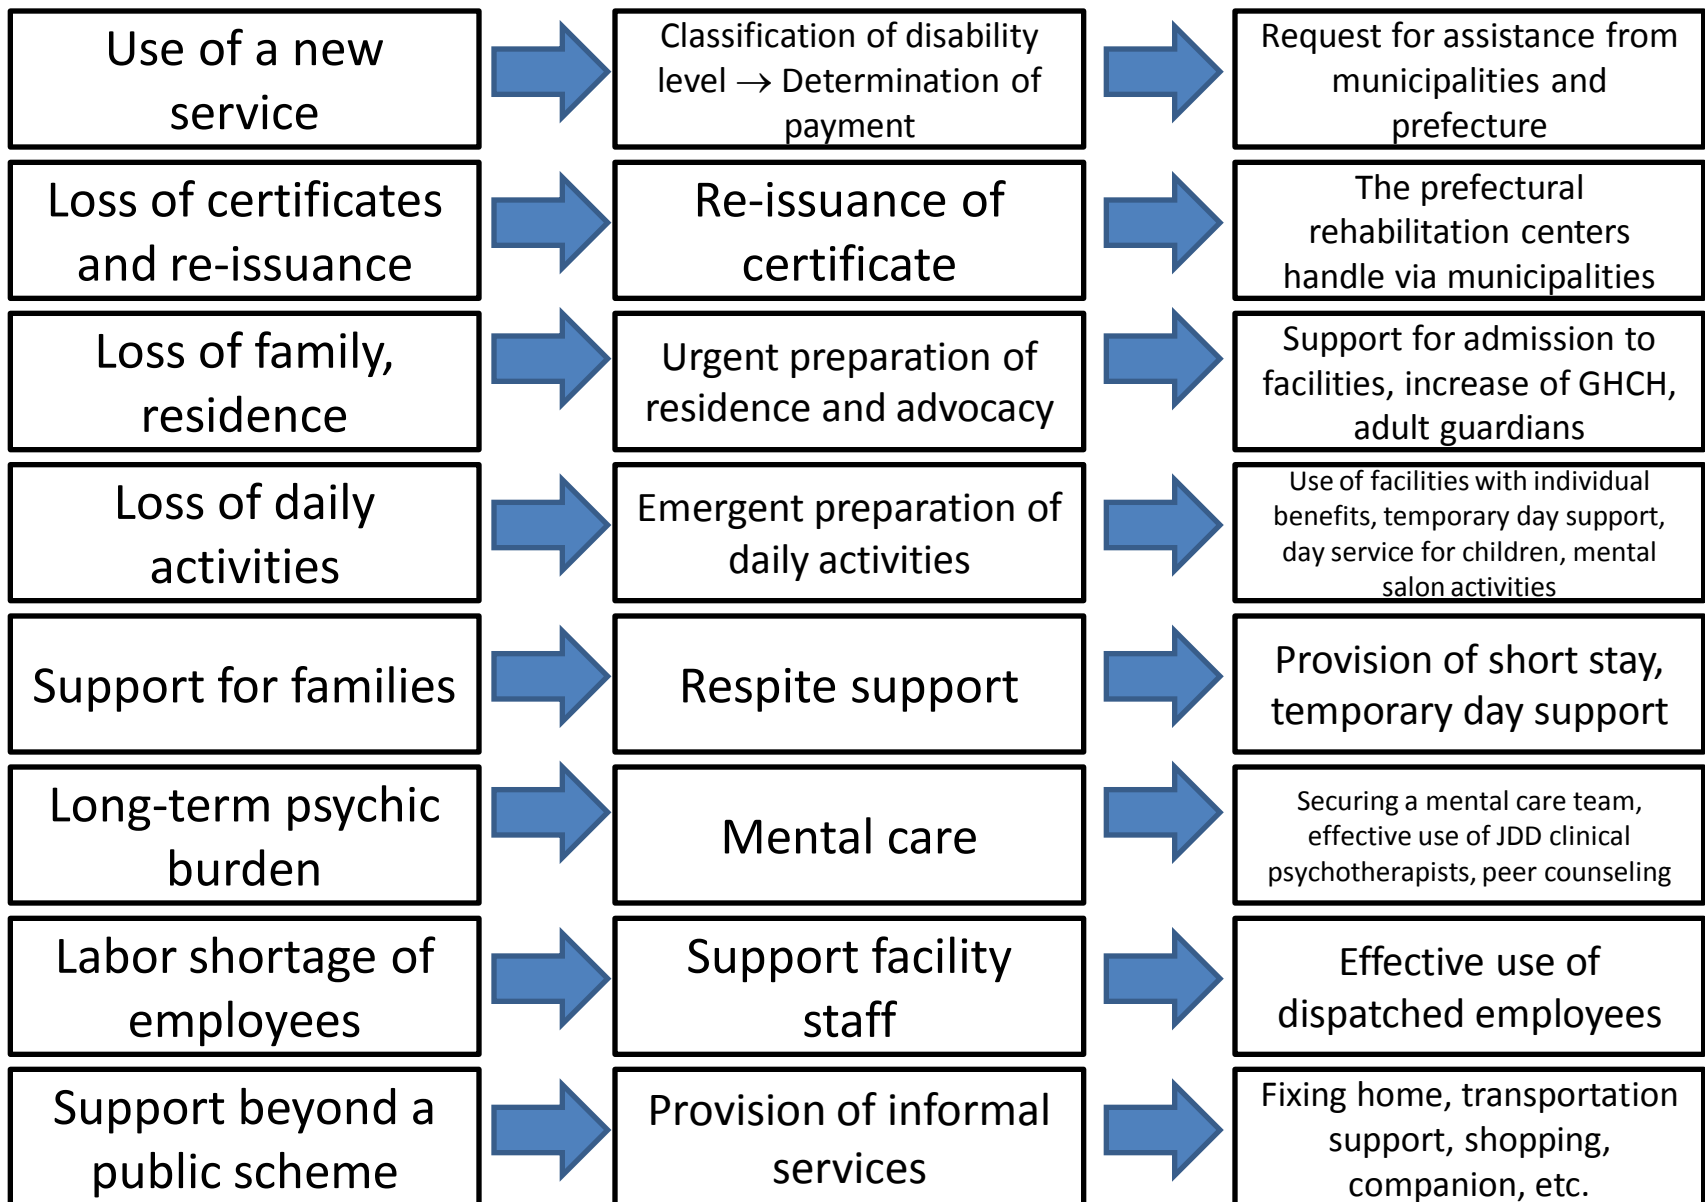 Use of a new
service
Classification of disability
level → Determination of
payment
Request for assistance from
municipalities and
prefecture
Loss of certificates
and re-issuance
Re-issuance of
certificate
The prefectural
rehabilitation centers
handle via municipalities
Loss of family,
residence
Urgent preparation of
residence and advocacy
Support for admission to
facilities, increase of GHCH,
adult guardians
Loss of daily
activities
Emergent preparation of
daily activities
Use of facilities with individual
benefits, temporary day support,
day service for children, mental
salon activities
Support for families
Respite support
Provision of short stay,
temporary day support
Long-term psychic
burden
Mental care
Securing a mental care team,
effective use of JDD clinical
psychotherapists, peer counseling
Labor shortage of
employees
Support facility
staff
Effective use of
dispatched employees
Support beyond a
public scheme
Provision of informal
services
Fixing home, transportation
support, shopping,
companion, etc.